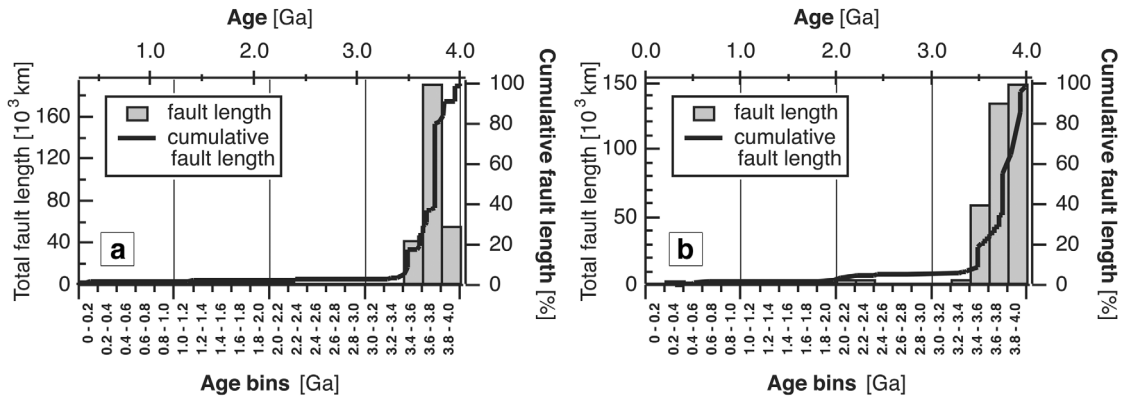 Age [Ga]
1.0 2.0 3.0 4.0
Total fault length [10³ km]
160
120
80
40
0
fault length
cumulative
fault length
a
100
80
60
40
20
0
Cumulative fault length [%]
0 - 0.2
0.2 - 0.4
0.4 - 0.6
0.6 - 0.8
0.8 - 1.0
1.0 - 1.2
1.2 - 1.4
1.4 - 1.6
1.6 - 1.8
1.8 - 2.0
2.0 - 2.2
2.2 - 2.4
2.4 - 2.6
2.6 - 2.8
2.8 - 3.0
3.0 - 3.2
3.2 - 3.4
3.4 - 3.6
3.6 - 3.8
3.8 - 4.0
Age bins [Ga]
Age [Ga]
0.0 1.0 2.0 3.0 4.0
Total fault length [10³ km]
150
100
50
0
fault length
cumulative
fault length
b
100
80
60
40
20
0
Cumulative fault length [%]
0 - 0.2
0.2 - 0.4
0.4 - 0.6
0.6 - 0.8
0.8 - 1.0
1.0 - 1.2
1.2 - 1.4
1.4 - 1.6
1.6 - 1.8
1.8 - 2.0
2.0 - 2.2
2.2 - 2.4
2.4 - 2.6
2.6 - 2.8
2.8 - 3.0
3.0 - 3.2
3.2 - 3.4
3.4 - 3.6
3.6 - 3.8
3.8 - 4.0
Age bins [Ga]